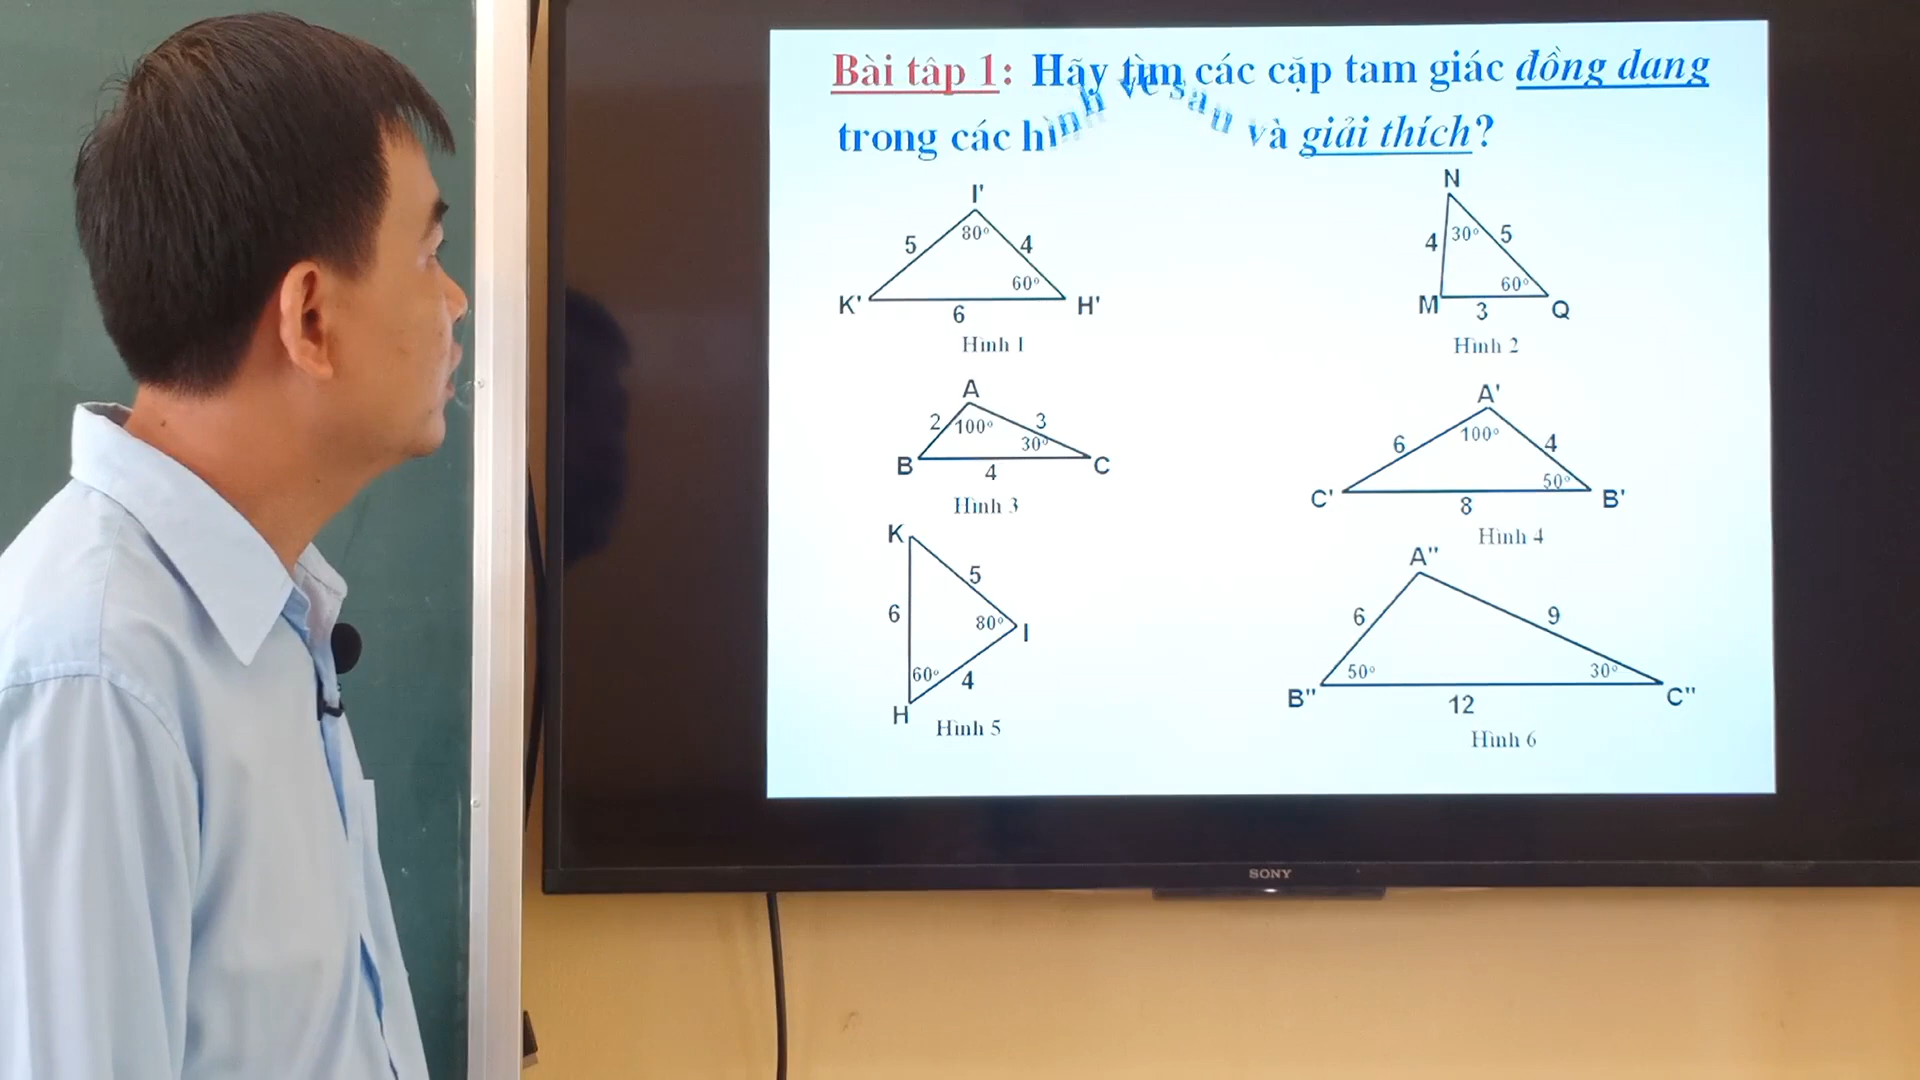 Bài tập 1: Hãy tìm các cặp tam giác đồng dạng
trong các hình vẽ sau và giải thích?
I'
80°
5
4
60°
K'
6
H'
Hình 1
N
4
30°
5
60°
M
3
Q
Hình 2
A
2
100°
3
30°
B
4
C
Hình 3
A'
6
100°
4
50°
C'
8
B'
Hình 4
K
5
6
80°
I
60°
4
H
Hình 5
A"
6
9
50°
30°
B"
12
C"
Hình 6
SONY